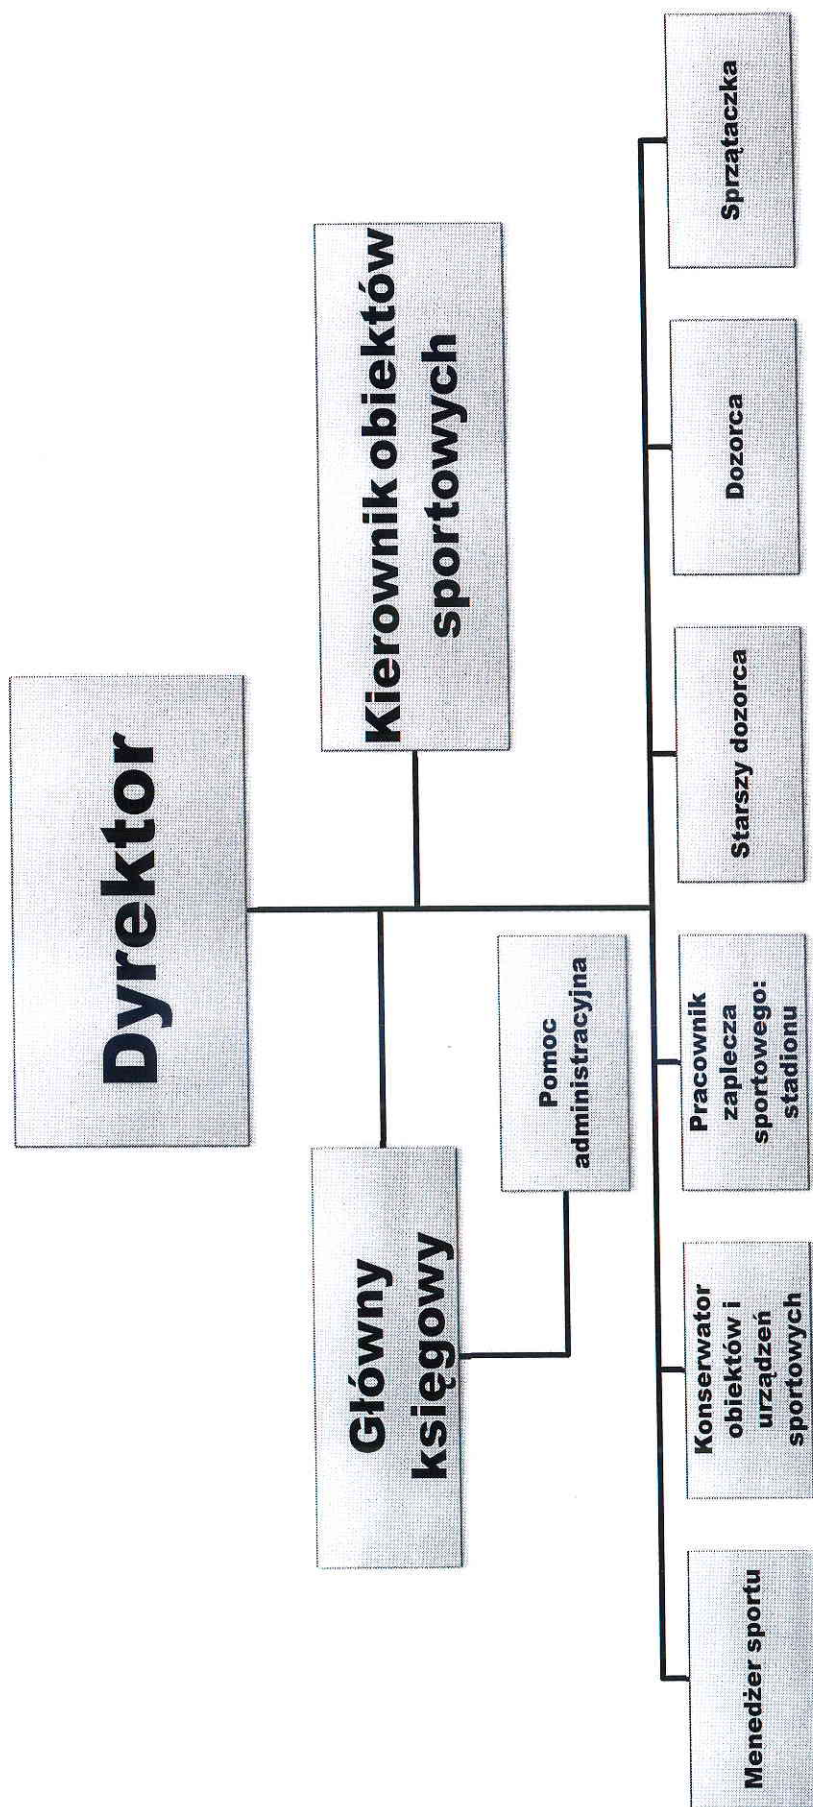 Dyrektor
Główny
księgowy
Kierownik obiektów
sportowych
Pomoc
administracyjna
Menedżer sportu
Konserwator
obiektów i
urządzeń
sportowych
Pracownik
zaplecza
sportowego:
stadionu
Starszy dozorca
Dozorca
Sprzątaczka